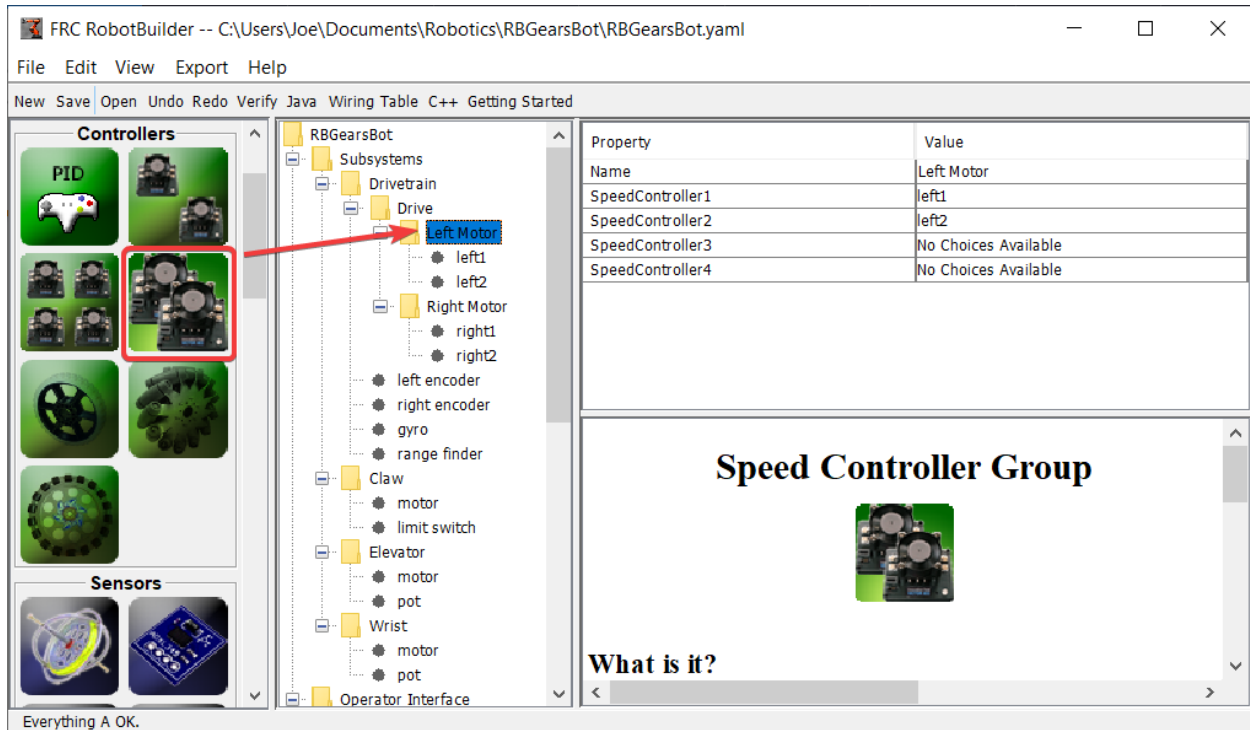 FRC RobotBuilder -- C:\Users\Joe\Documents\Robotics\RBGearsBot\RBGearsBot.yaml
File Edit View Export Help
New Save Open Undo Redo Verify Java Wiring Table C++ Getting Started
Controllers
PID
Sensors
RBGearsBot
Subsystems
Drivetrain
Drive
Left Motor
left1
left2
Right Motor
right1
right2
left encoder
right encoder
gyro
range finder
Claw
motor
limit switch
Elevator
motor
pot
Wrist
motor
pot
Operator Interface
Property Value
Name Left Motor
SpeedController1 left1
SpeedController2 left2
SpeedController3 No Choices Available
SpeedController4 No Choices Available
Speed Controller Group
What is it?
Everything A OK.